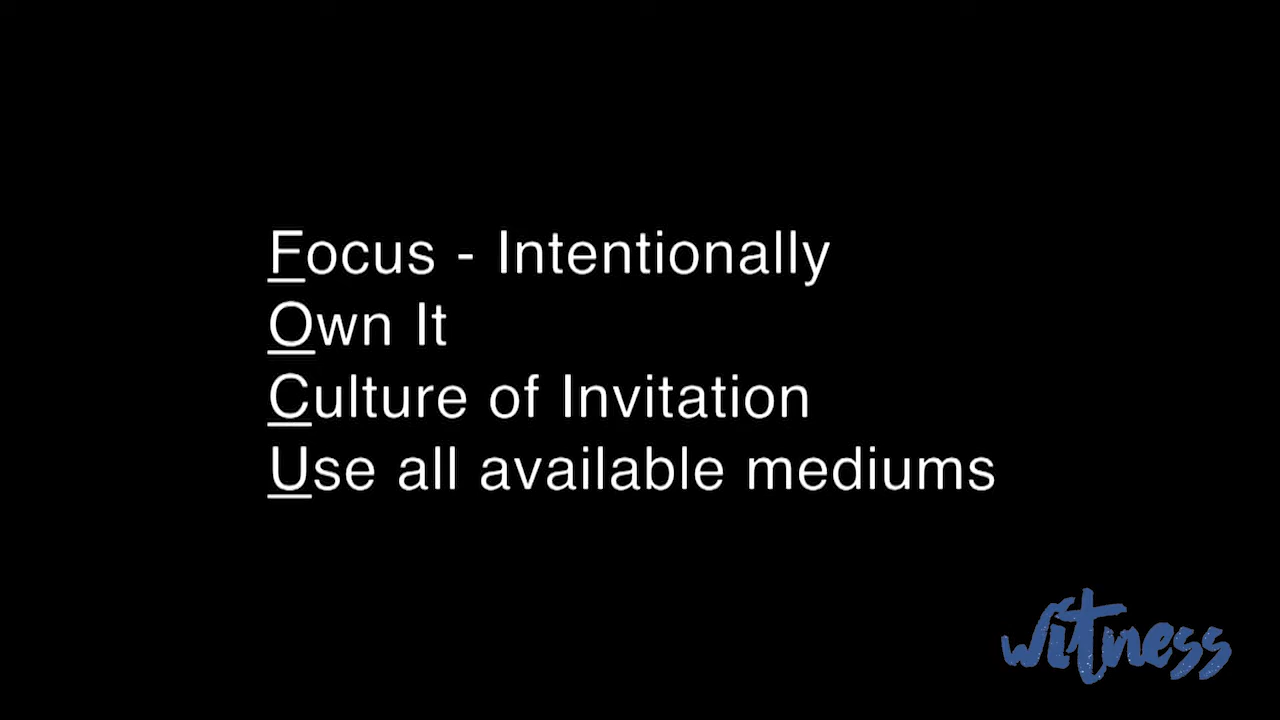 Focus - Intentionally
Own It
Culture of Invitation
Use all available mediums
witness